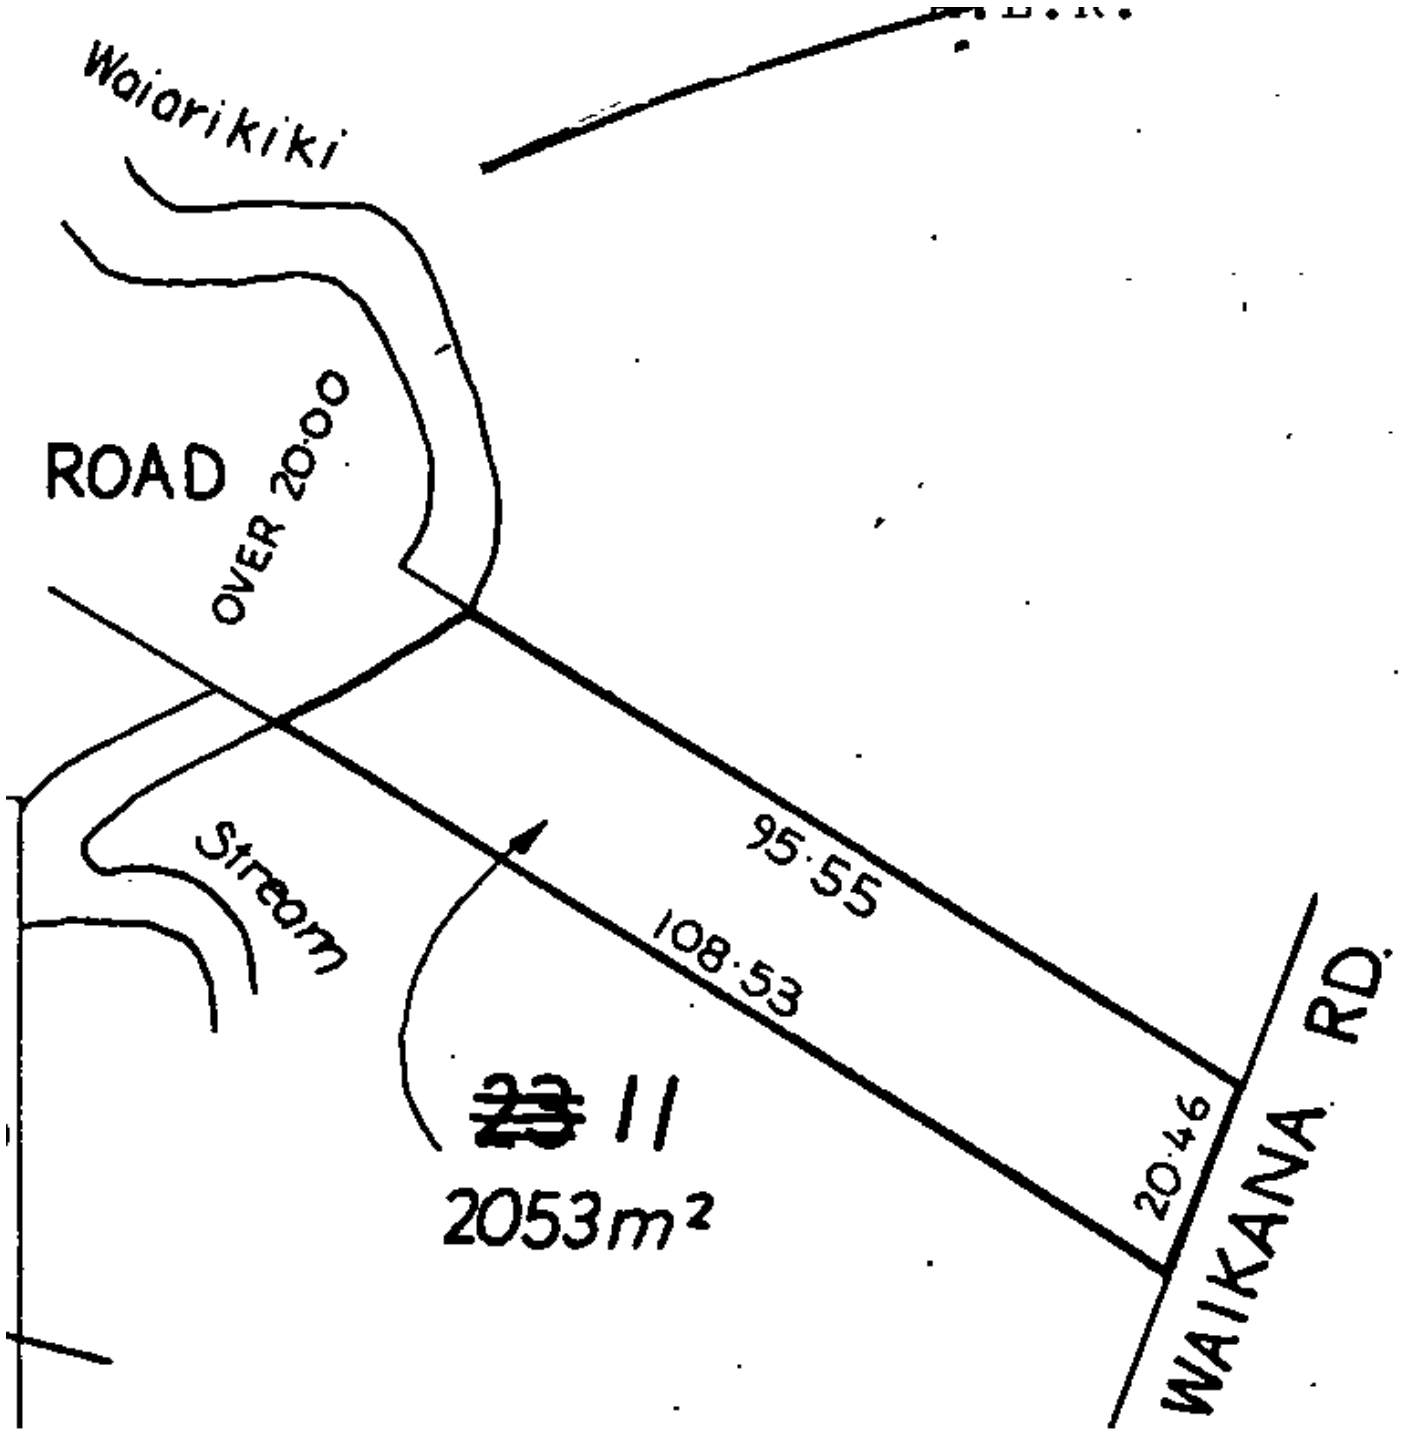 Waiarikiki
ROAD
OVER 20·00
95·55
108·53
Stream
20·46
WAIKANA RD.
23 11
2053m²